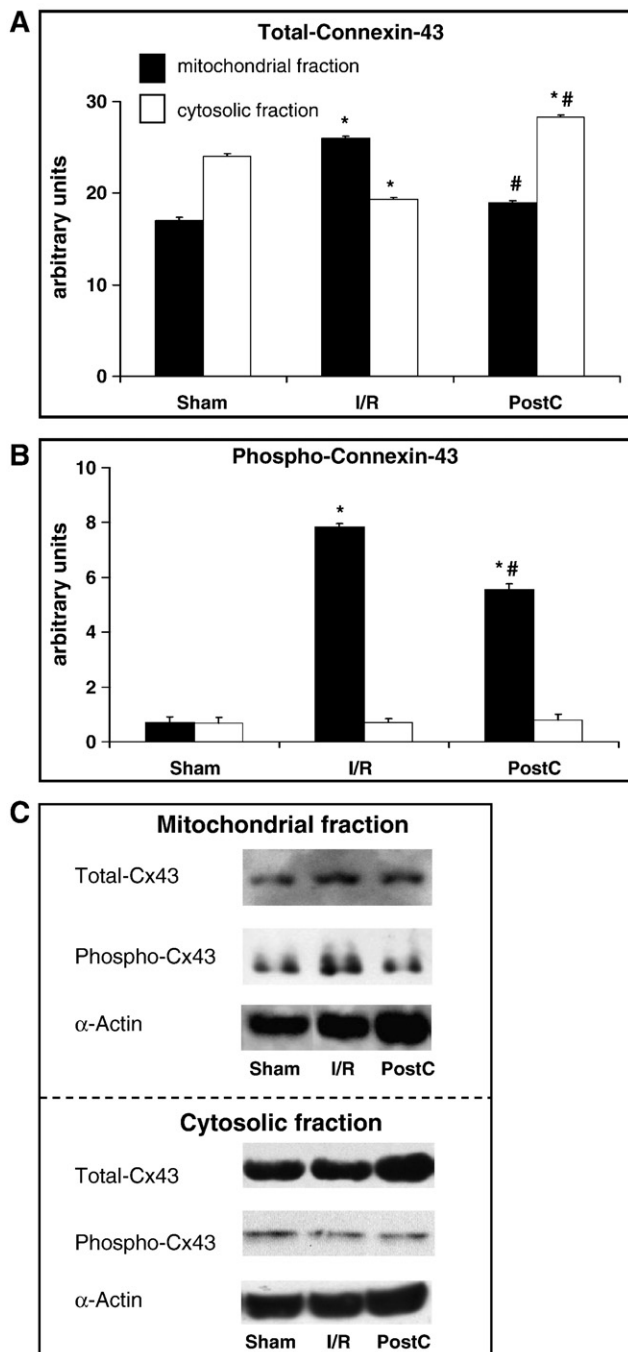 A
Total-Connexin-43
mitochondrial fraction
cytosolic fraction
arbitrary units
30
20
10
0
*
*
#
* #
Sham I/R PostC
B
Phospho-Connexin-43
arbitrary units
10
8
6
4
2
0
*
* #
Sham I/R PostC
C
Mitochondrial fraction
Total-Cx43
Phospho-Cx43
α-Actin
Sham I/R PostC
Cytosolic fraction
Total-Cx43
Phospho-Cx43
α-Actin
Sham I/R PostC